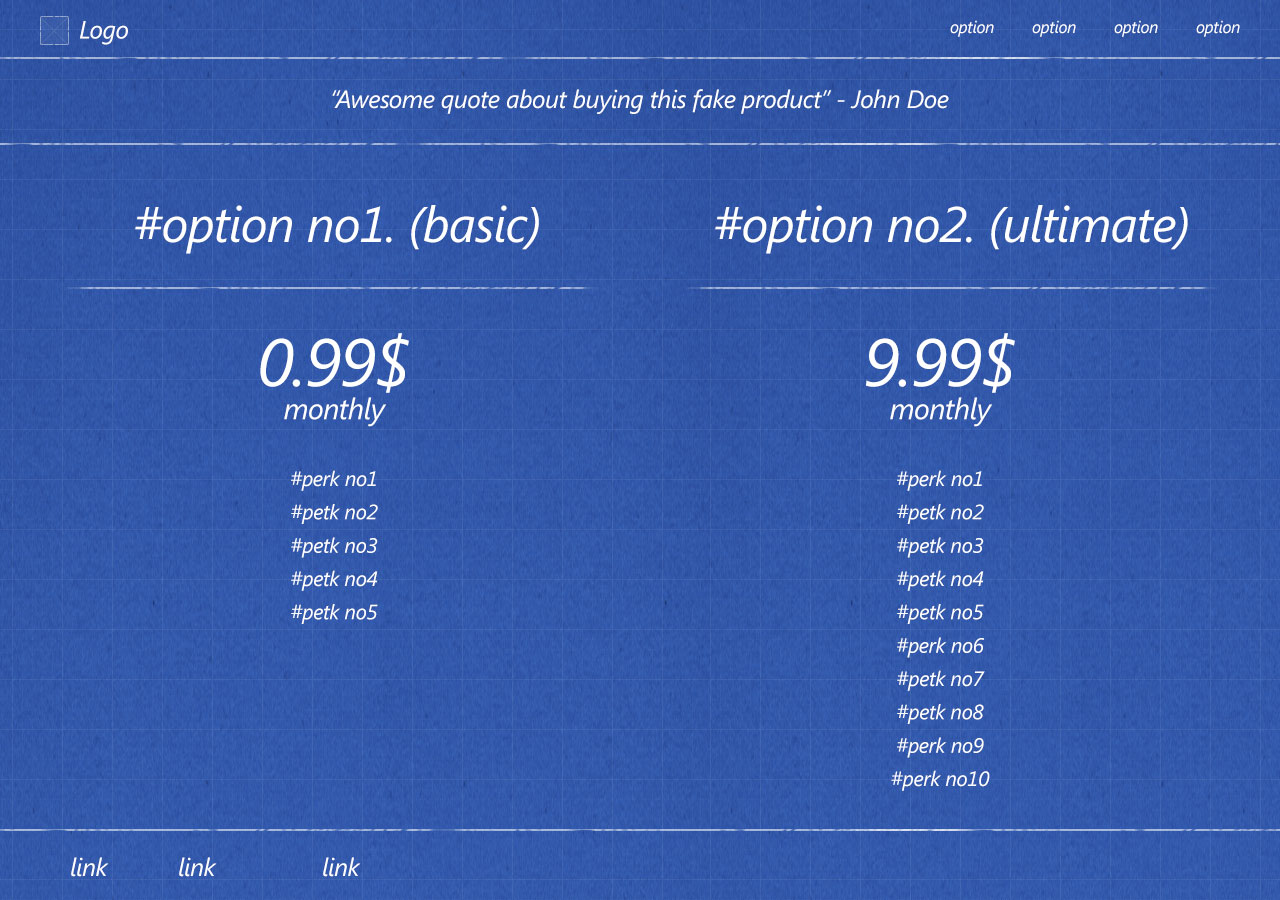 Logo option option option option
“Awesome quote about buying this fake product” - John Doe
#option no1. (basic)
0.99$
monthly
#perk no1
#petk no2
#petk no3
#petk no4
#petk no5
#option no2. (ultimate)
9.99$
monthly
#perk no1
#petk no2
#petk no3
#petk no4
#petk no5
#perk no6
#petk no7
#petk no8
#perk no9
#perk no10
link link link